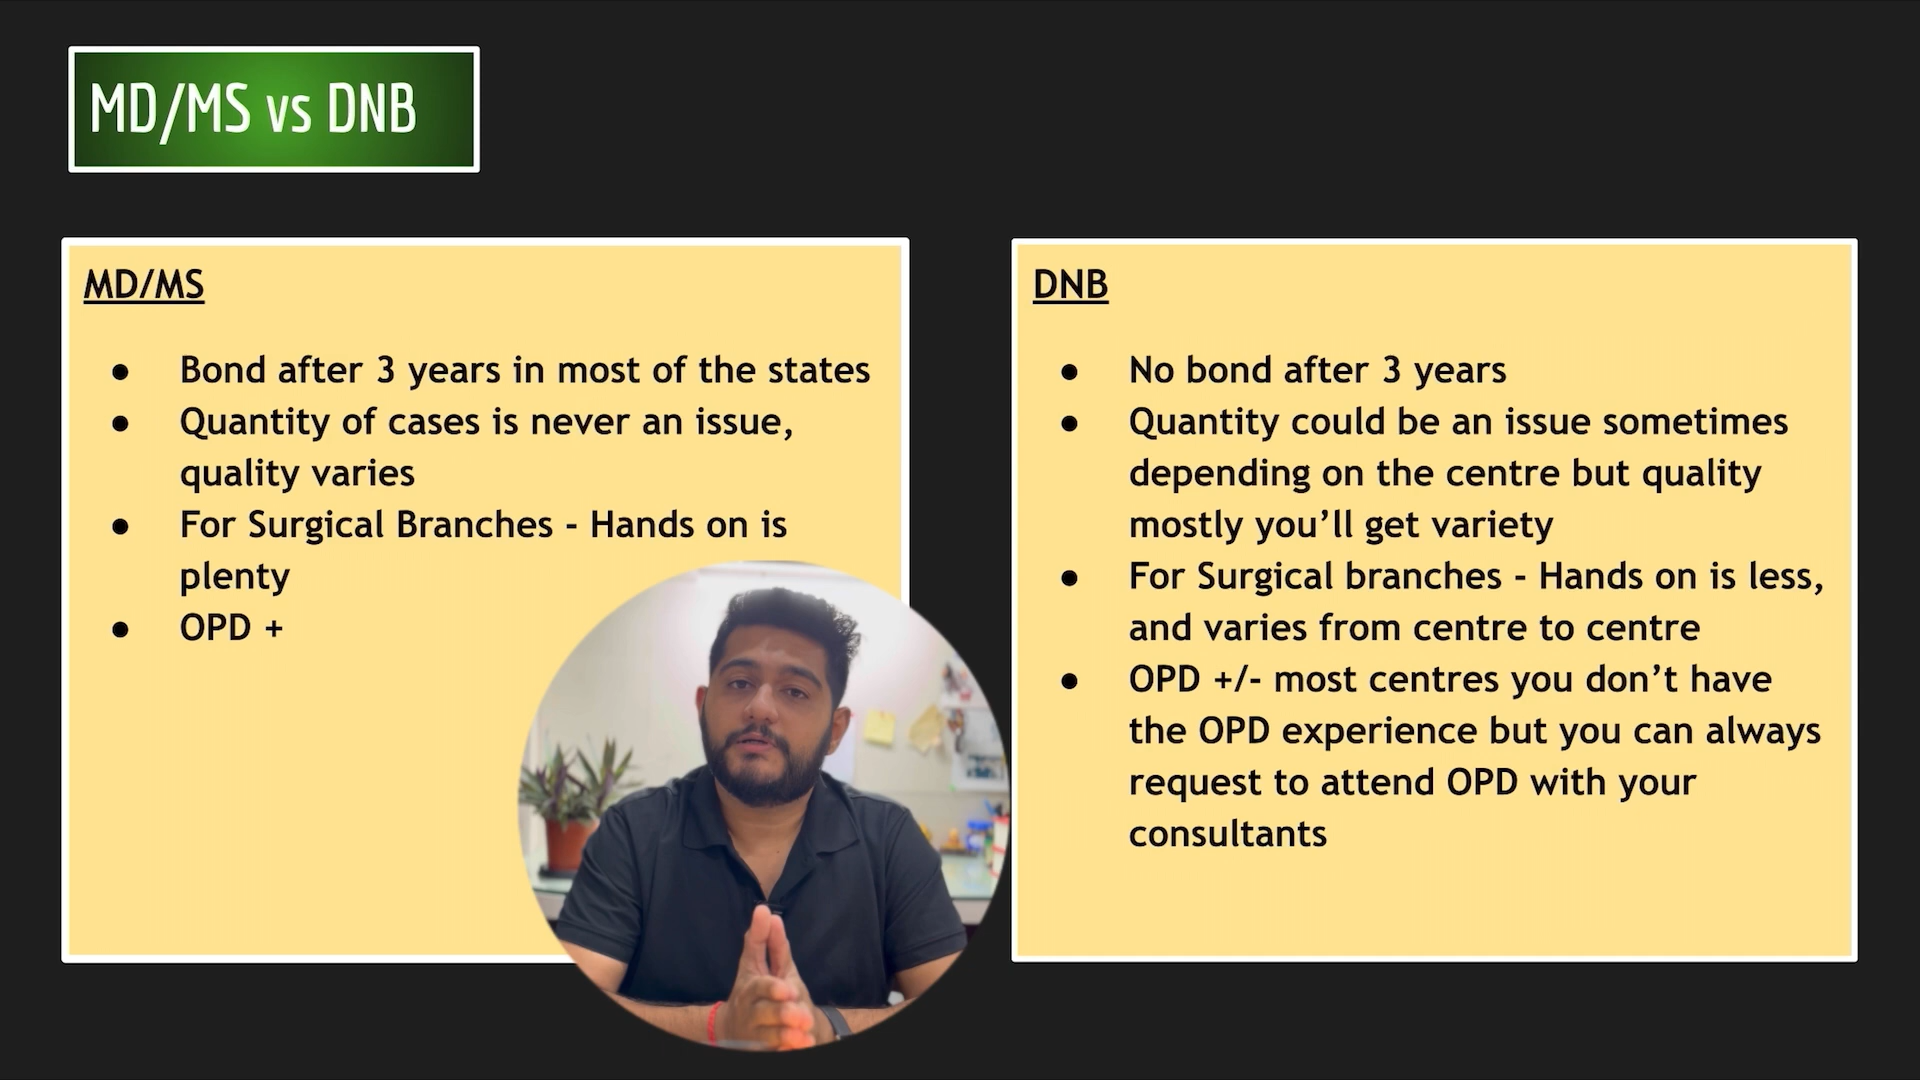 MD/MS vs DNB
MD/MS
● Bond after 3 years in most of the states
● Quantity of cases is never an issue,
quality varies
● For Surgical Branches - Hands on is
plenty
● OPD +
DNB
● No bond after 3 years
● Quantity could be an issue sometimes
depending on the centre but quality
mostly you’ll get variety
● For Surgical branches - Hands on is less,
and varies from centre to centre
● OPD +/- most centres you don’t have
the OPD experience but you can always
request to attend OPD with your
consultants